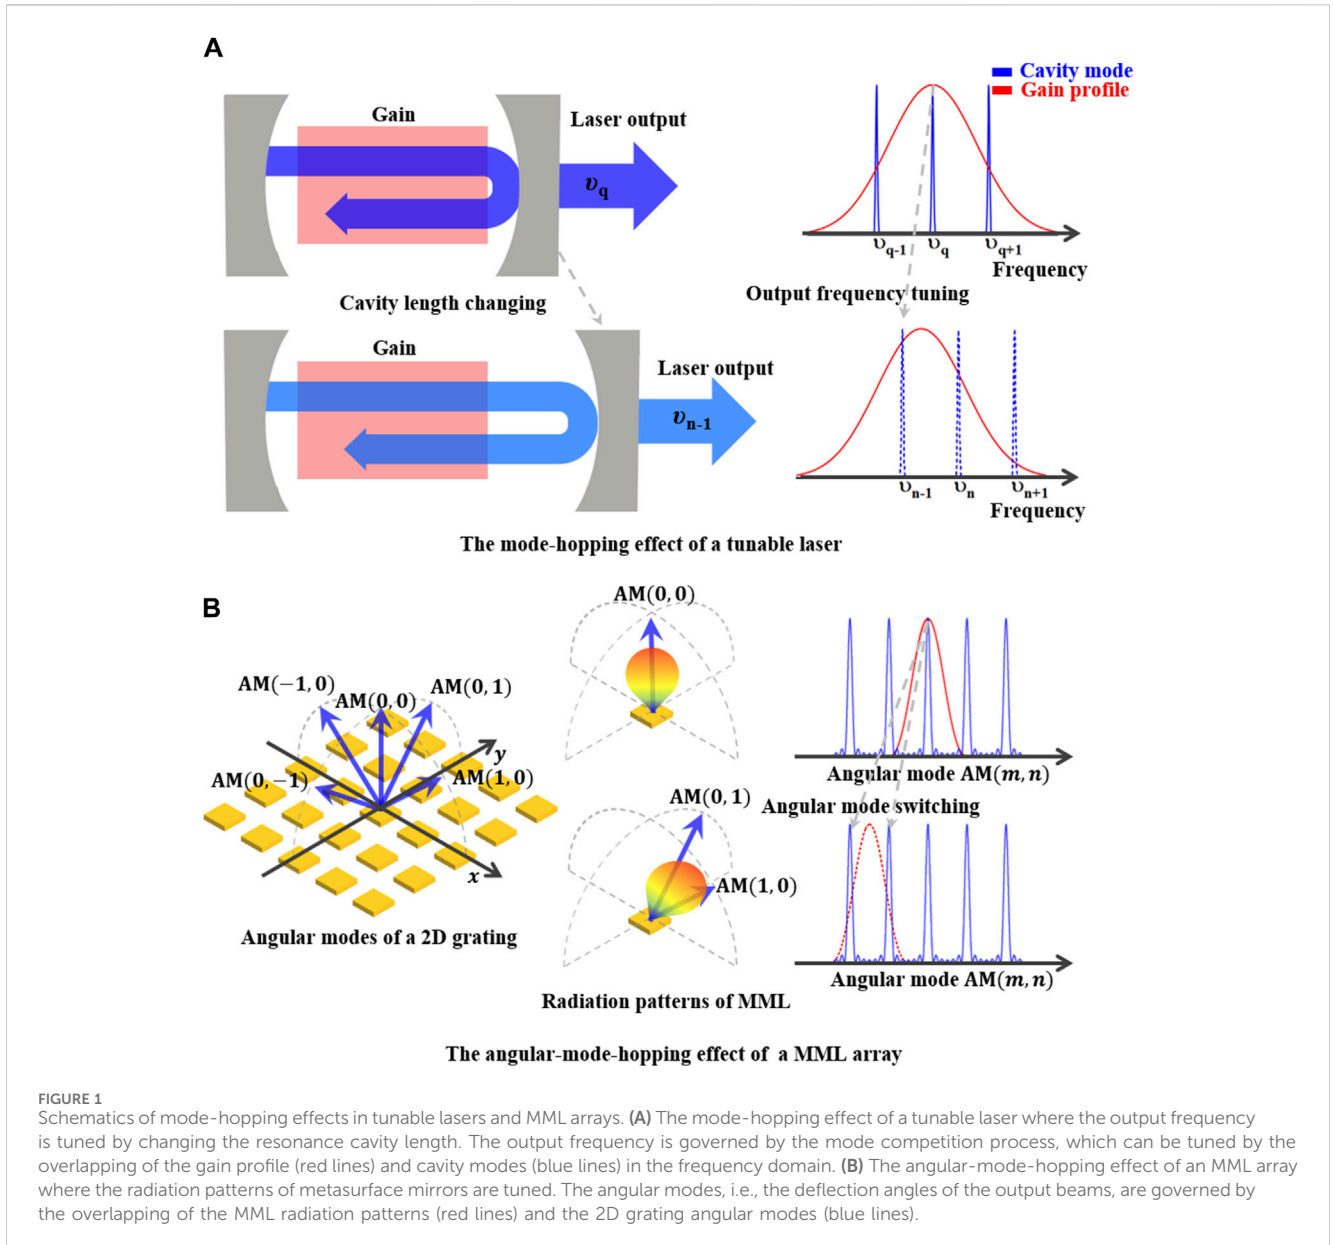 A
Cavity mode
Gain profile
Gain
Laser output
υq
υq-1 υq υq+1
Frequency
Cavity length changing
Output frequency tuning
Gain
Laser output
υn-1
υn-1 υn υn+1
Frequency
The mode-hopping effect of a tunable laser
B
AM(0,0)
AM(−1,0)
AM(0,0)
AM(0,1)
y
AM(0,−1)
AM(1,0)
x
Angular modes of a 2D grating
AM(0,1)
AM(1,0)
Radiation patterns of MML
Angular mode AM(m,n)
Angular mode switching
Angular mode AM(m,n)
The angular-mode-hopping effect of a MML array
FIGURE 1
Schematics of mode-hopping effects in tunable lasers and MML arrays. (A) The mode-hopping effect of a tunable laser where the output frequency
is tuned by changing the resonance cavity length. The output frequency is governed by the mode competition process, which can be tuned by the
overlapping of the gain profile (red lines) and cavity modes (blue lines) in the frequency domain. (B) The angular-mode-hopping effect of an MML array
where the radiation patterns of metasurface mirrors are tuned. The angular modes, i.e., the deflection angles of the output beams, are governed by
the overlapping of the MML radiation patterns (red lines) and the 2D grating angular modes (blue lines).